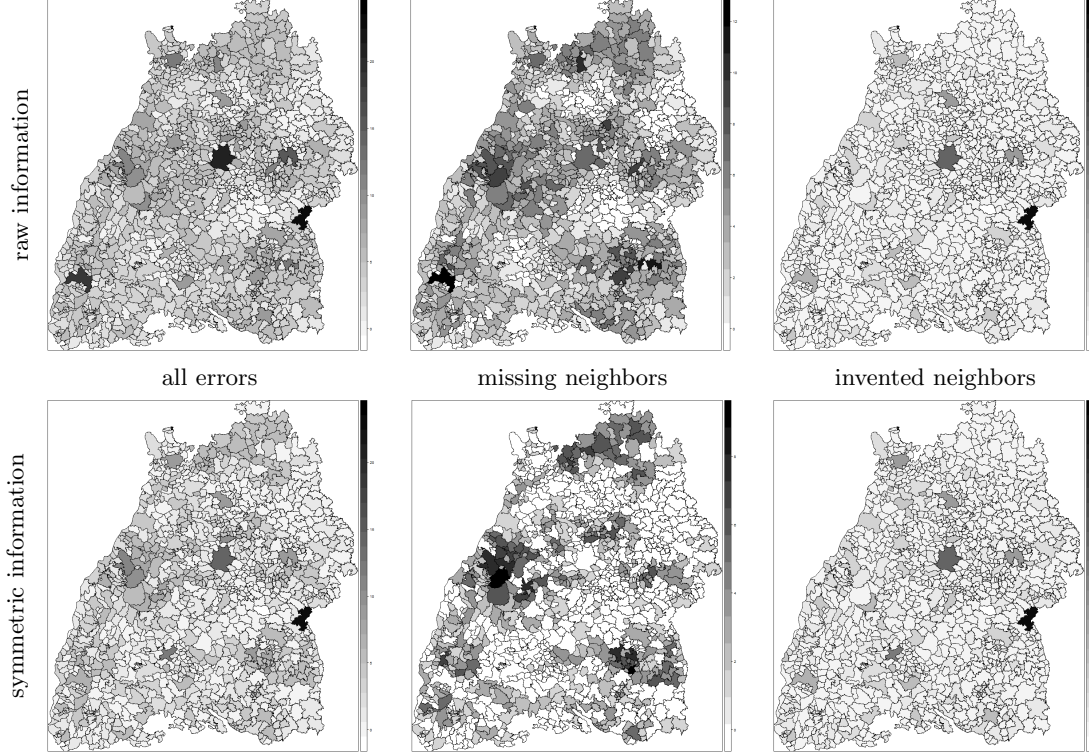 raw information
all errors
missing neighbors
invented neighbors
symmetric information